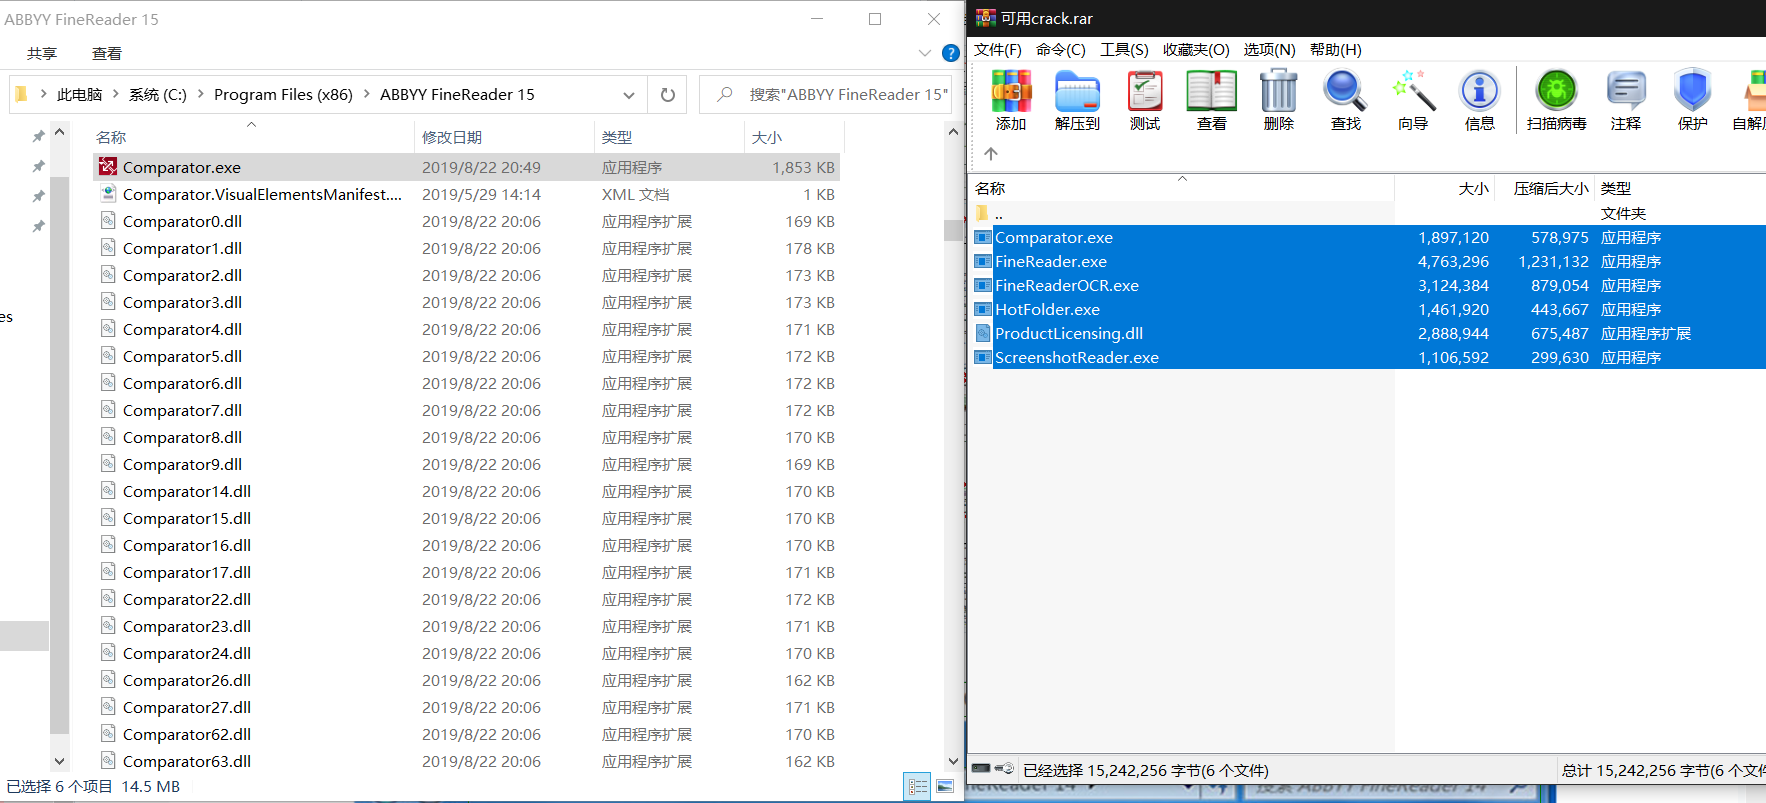 ABBYY FineReader 15
共享 查看
此电脑 系统 (C:) Program Files (x86) ABBYY FineReader 15 搜索"ABBYY FineReader 15"
名称 修改日期 类型 大小
Comparator.exe 2019/8/22 20:49 应用程序 1,853 KB
Comparator.VisualElementsManifest.... 2019/5/29 14:14 XML 文档 1 KB
Comparator0.dll 2019/8/22 20:06 应用程序扩展 169 KB
Comparator1.dll 2019/8/22 20:06 应用程序扩展 178 KB
Comparator2.dll 2019/8/22 20:06 应用程序扩展 173 KB
Comparator3.dll 2019/8/22 20:06 应用程序扩展 173 KB
es
Comparator4.dll 2019/8/22 20:06 应用程序扩展 171 KB
Comparator5.dll 2019/8/22 20:06 应用程序扩展 172 KB
Comparator6.dll 2019/8/22 20:06 应用程序扩展 172 KB
Comparator7.dll 2019/8/22 20:06 应用程序扩展 172 KB
Comparator8.dll 2019/8/22 20:06 应用程序扩展 170 KB
Comparator9.dll 2019/8/22 20:06 应用程序扩展 169 KB
Comparator14.dll 2019/8/22 20:06 应用程序扩展 170 KB
Comparator15.dll 2019/8/22 20:06 应用程序扩展 170 KB
Comparator16.dll 2019/8/22 20:06 应用程序扩展 170 KB
Comparator17.dll 2019/8/22 20:06 应用程序扩展 171 KB
Comparator22.dll 2019/8/22 20:06 应用程序扩展 172 KB
Comparator23.dll 2019/8/22 20:06 应用程序扩展 171 KB
Comparator24.dll 2019/8/22 20:06 应用程序扩展 170 KB
Comparator26.dll 2019/8/22 20:06 应用程序扩展 162 KB
Comparator27.dll 2019/8/22 20:06 应用程序扩展 171 KB
Comparator62.dll 2019/8/22 20:06 应用程序扩展 170 KB
Comparator63.dll 2019/8/22 20:06 应用程序扩展 162 KB
已选择 6 个项目 14.5 MB
可用crack.rar
文件(F) 命令(C) 工具(S) 收藏夹(O) 选项(N) 帮助(H)
添加 解压到 测试 查看 删除 查找 向导 信息 扫描病毒 注释 保护 自解
名称 大小 压缩后大小 类型
.. 文件夹
Comparator.exe 1,897,120 578,975 应用程序
FineReader.exe 4,763,296 1,231,132 应用程序
FineReaderOCR.exe 3,124,384 879,054 应用程序
HotFolder.exe 1,461,920 443,667 应用程序
ProductLicensing.dll 2,888,944 675,487 应用程序扩展
ScreenshotReader.exe 1,106,592 299,630 应用程序
已经选择 15,242,256 字节(6 个文件) 总计 15,242,256 字节(6 个文件